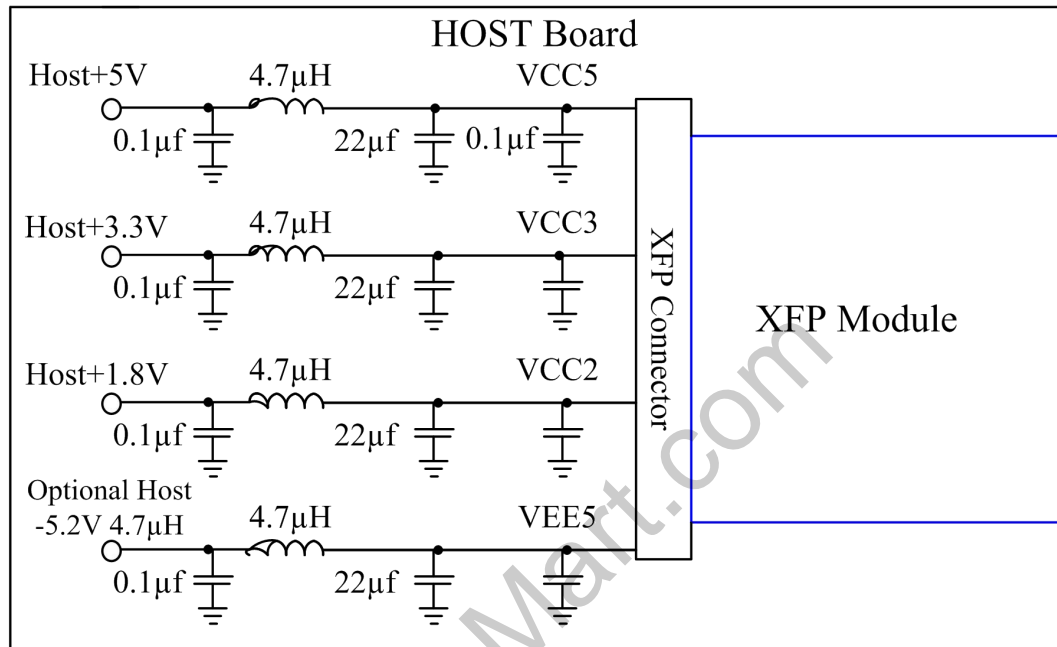 HOST Board
Host+5V
4.7µH
VCC5
0.1µf
22µf
0.1µf
Host+3.3V
4.7µH
VCC3
0.1µf
22µf
Host+1.8V
4.7µH
VCC2
0.1µf
22µf
Optional Host
-5.2V 4.7µH
4.7µH
VEE5
0.1µf
22µf
XFP Connector
XFP Module
Mart.com